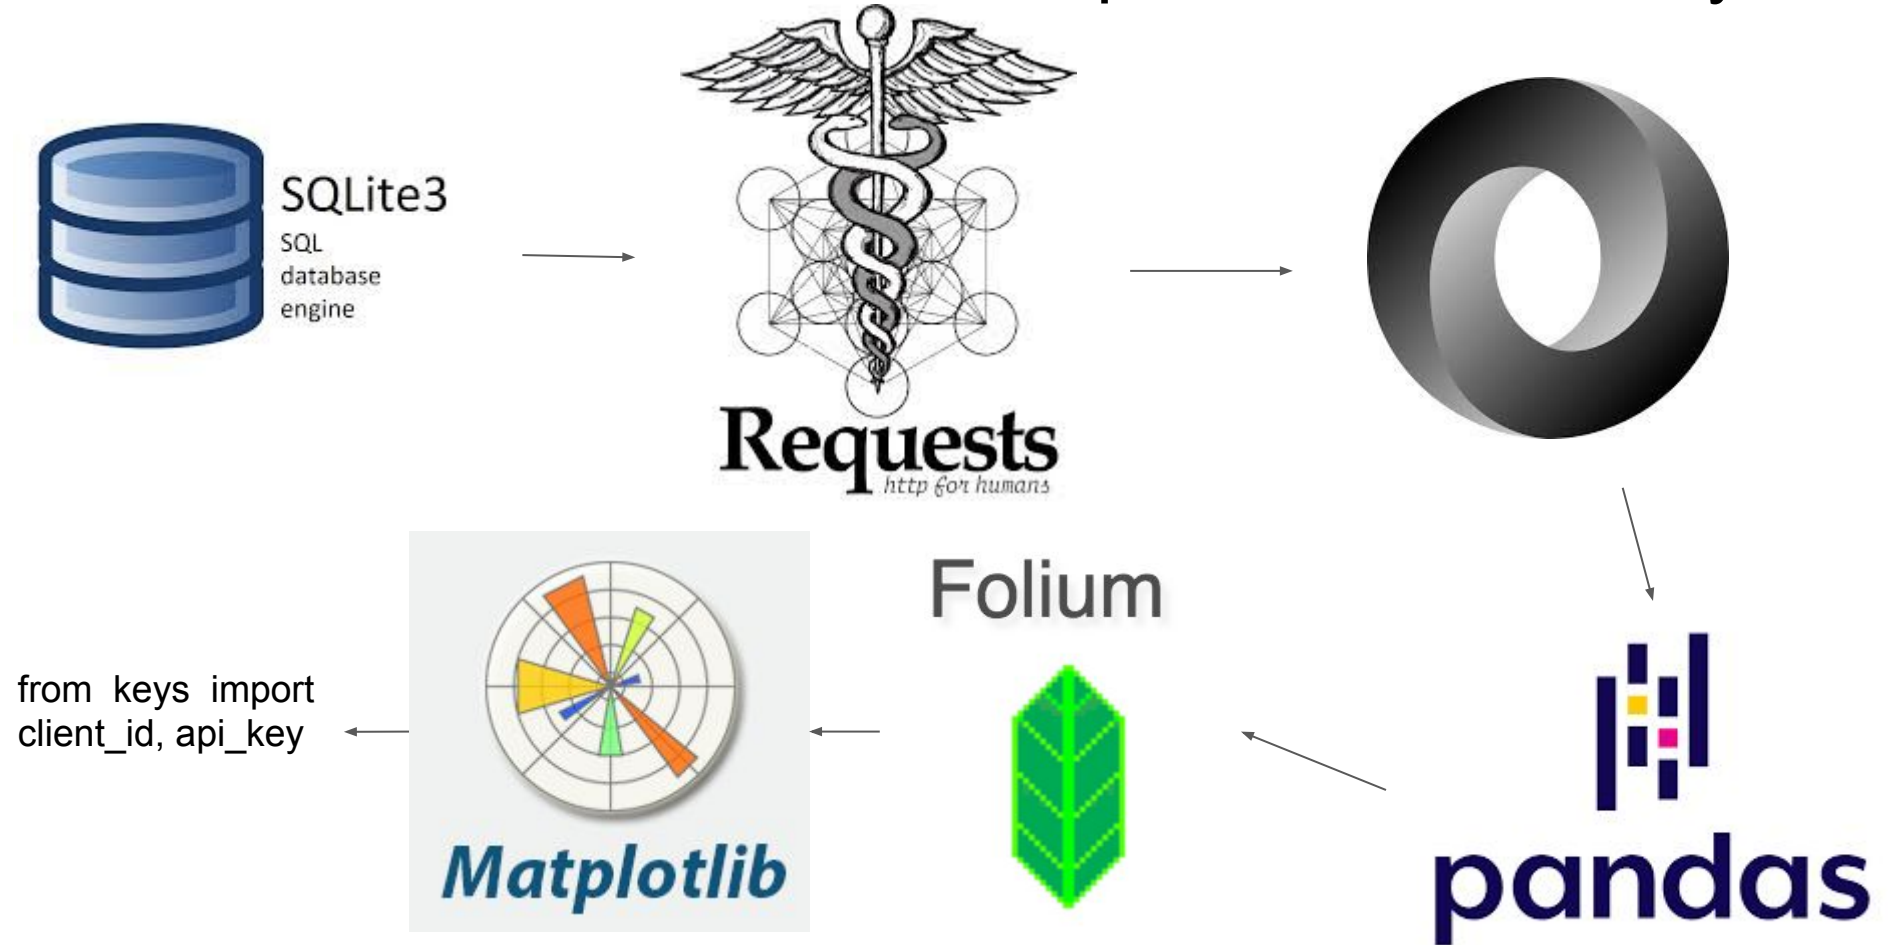 SQLite3
SQL
database
engine
Requests
http for humans
Folium
from keys import
client_id, api_key
Matplotlib
pandas